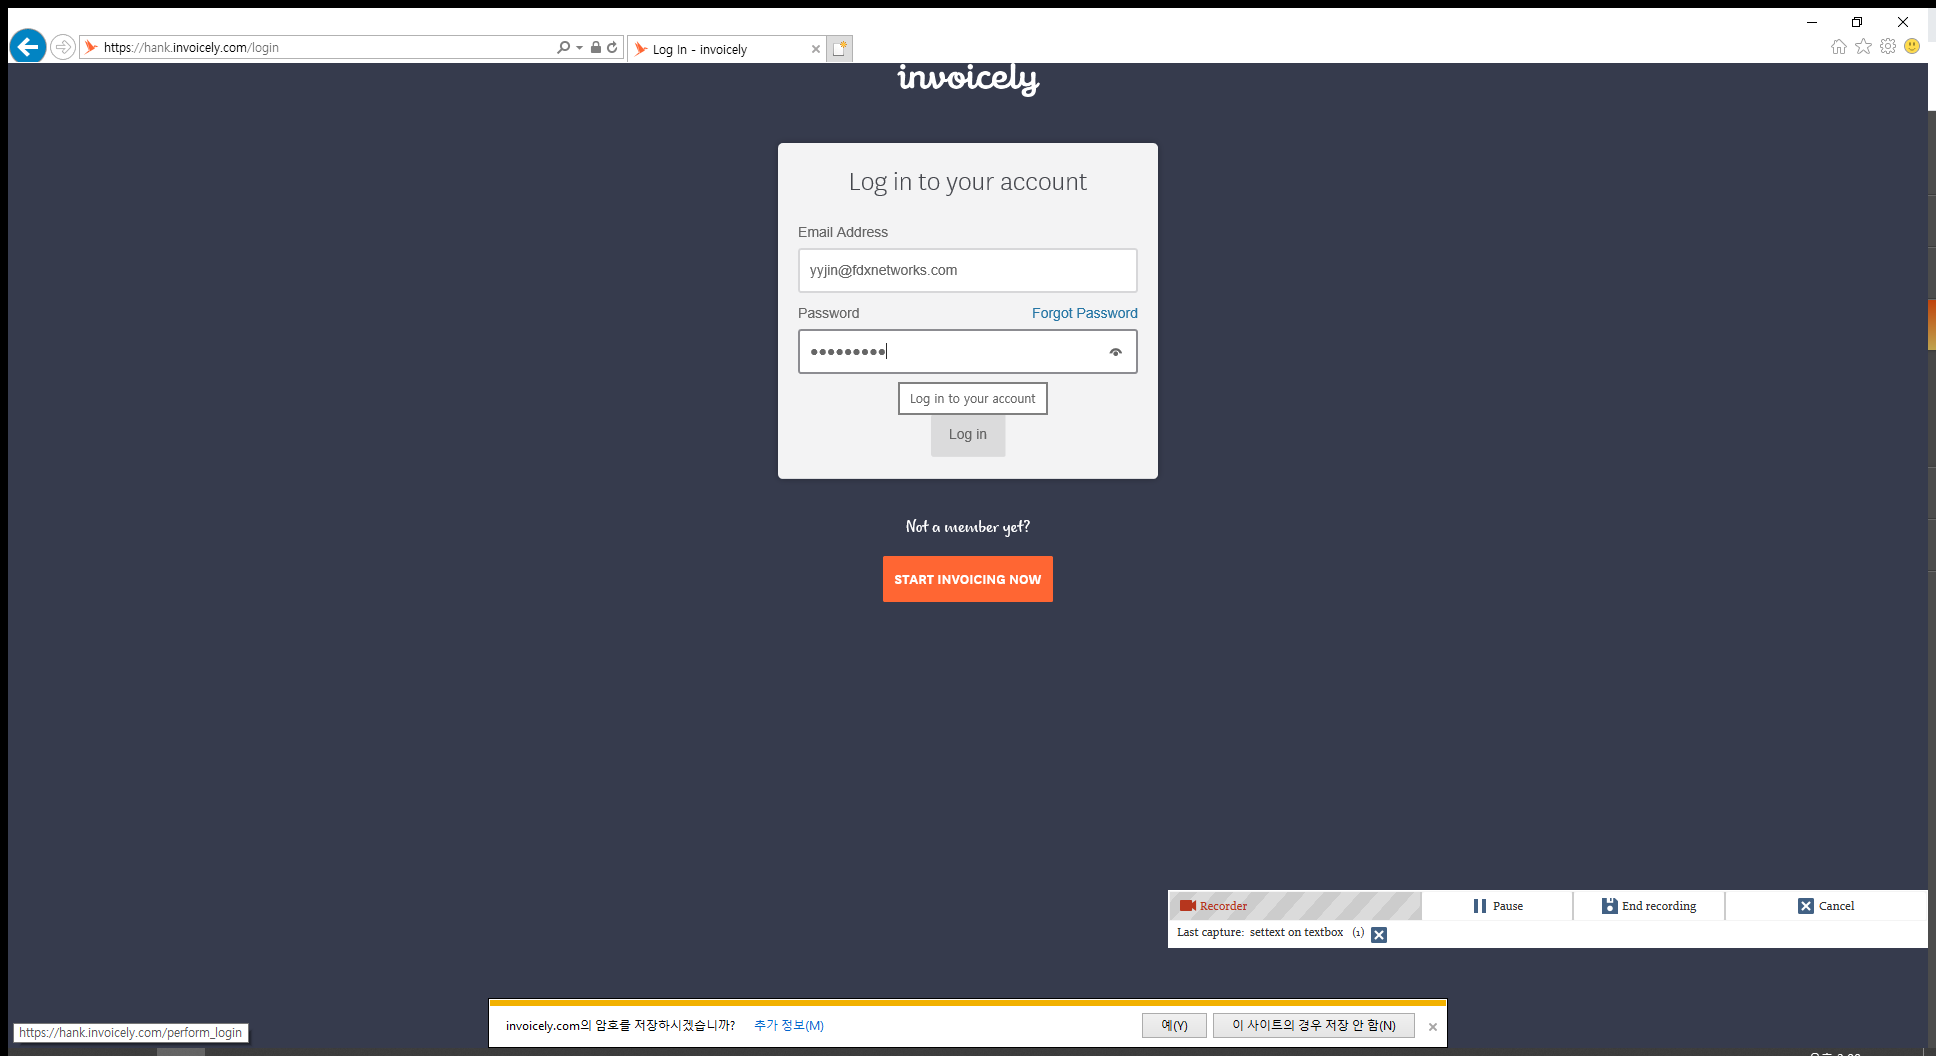 https://hank.invoicely.com/login
Log In - invoicely
invoicely
Log in to your account
Email Address
yyjin@fdxnetworks.com
Password
Forgot Password
Log in to your account
Log in
Not a member yet?
START INVOICING NOW
Recorder
Pause
End recording
Cancel
Last capture: settext on textbox (1)
invoicely.com의 암호를 저장하시겠습니까?
추가 정보(M)
예(Y)
이 사이트의 경우 저장 안 함(N)
https://hank.invoicely.com/perform_login